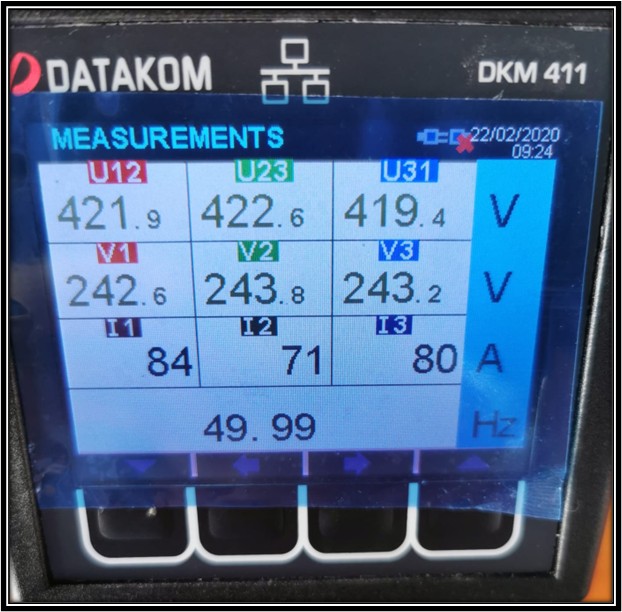 DATAKOM DKM 411
MEASUREMENTS 22/02/2020
09:24
U12 U23 U31
421.9 422.6 419.4 V
V1 V2 V3
242.6 243.8 243.2 V
I1 I2 I3
84 71 80 A
49.99 Hz